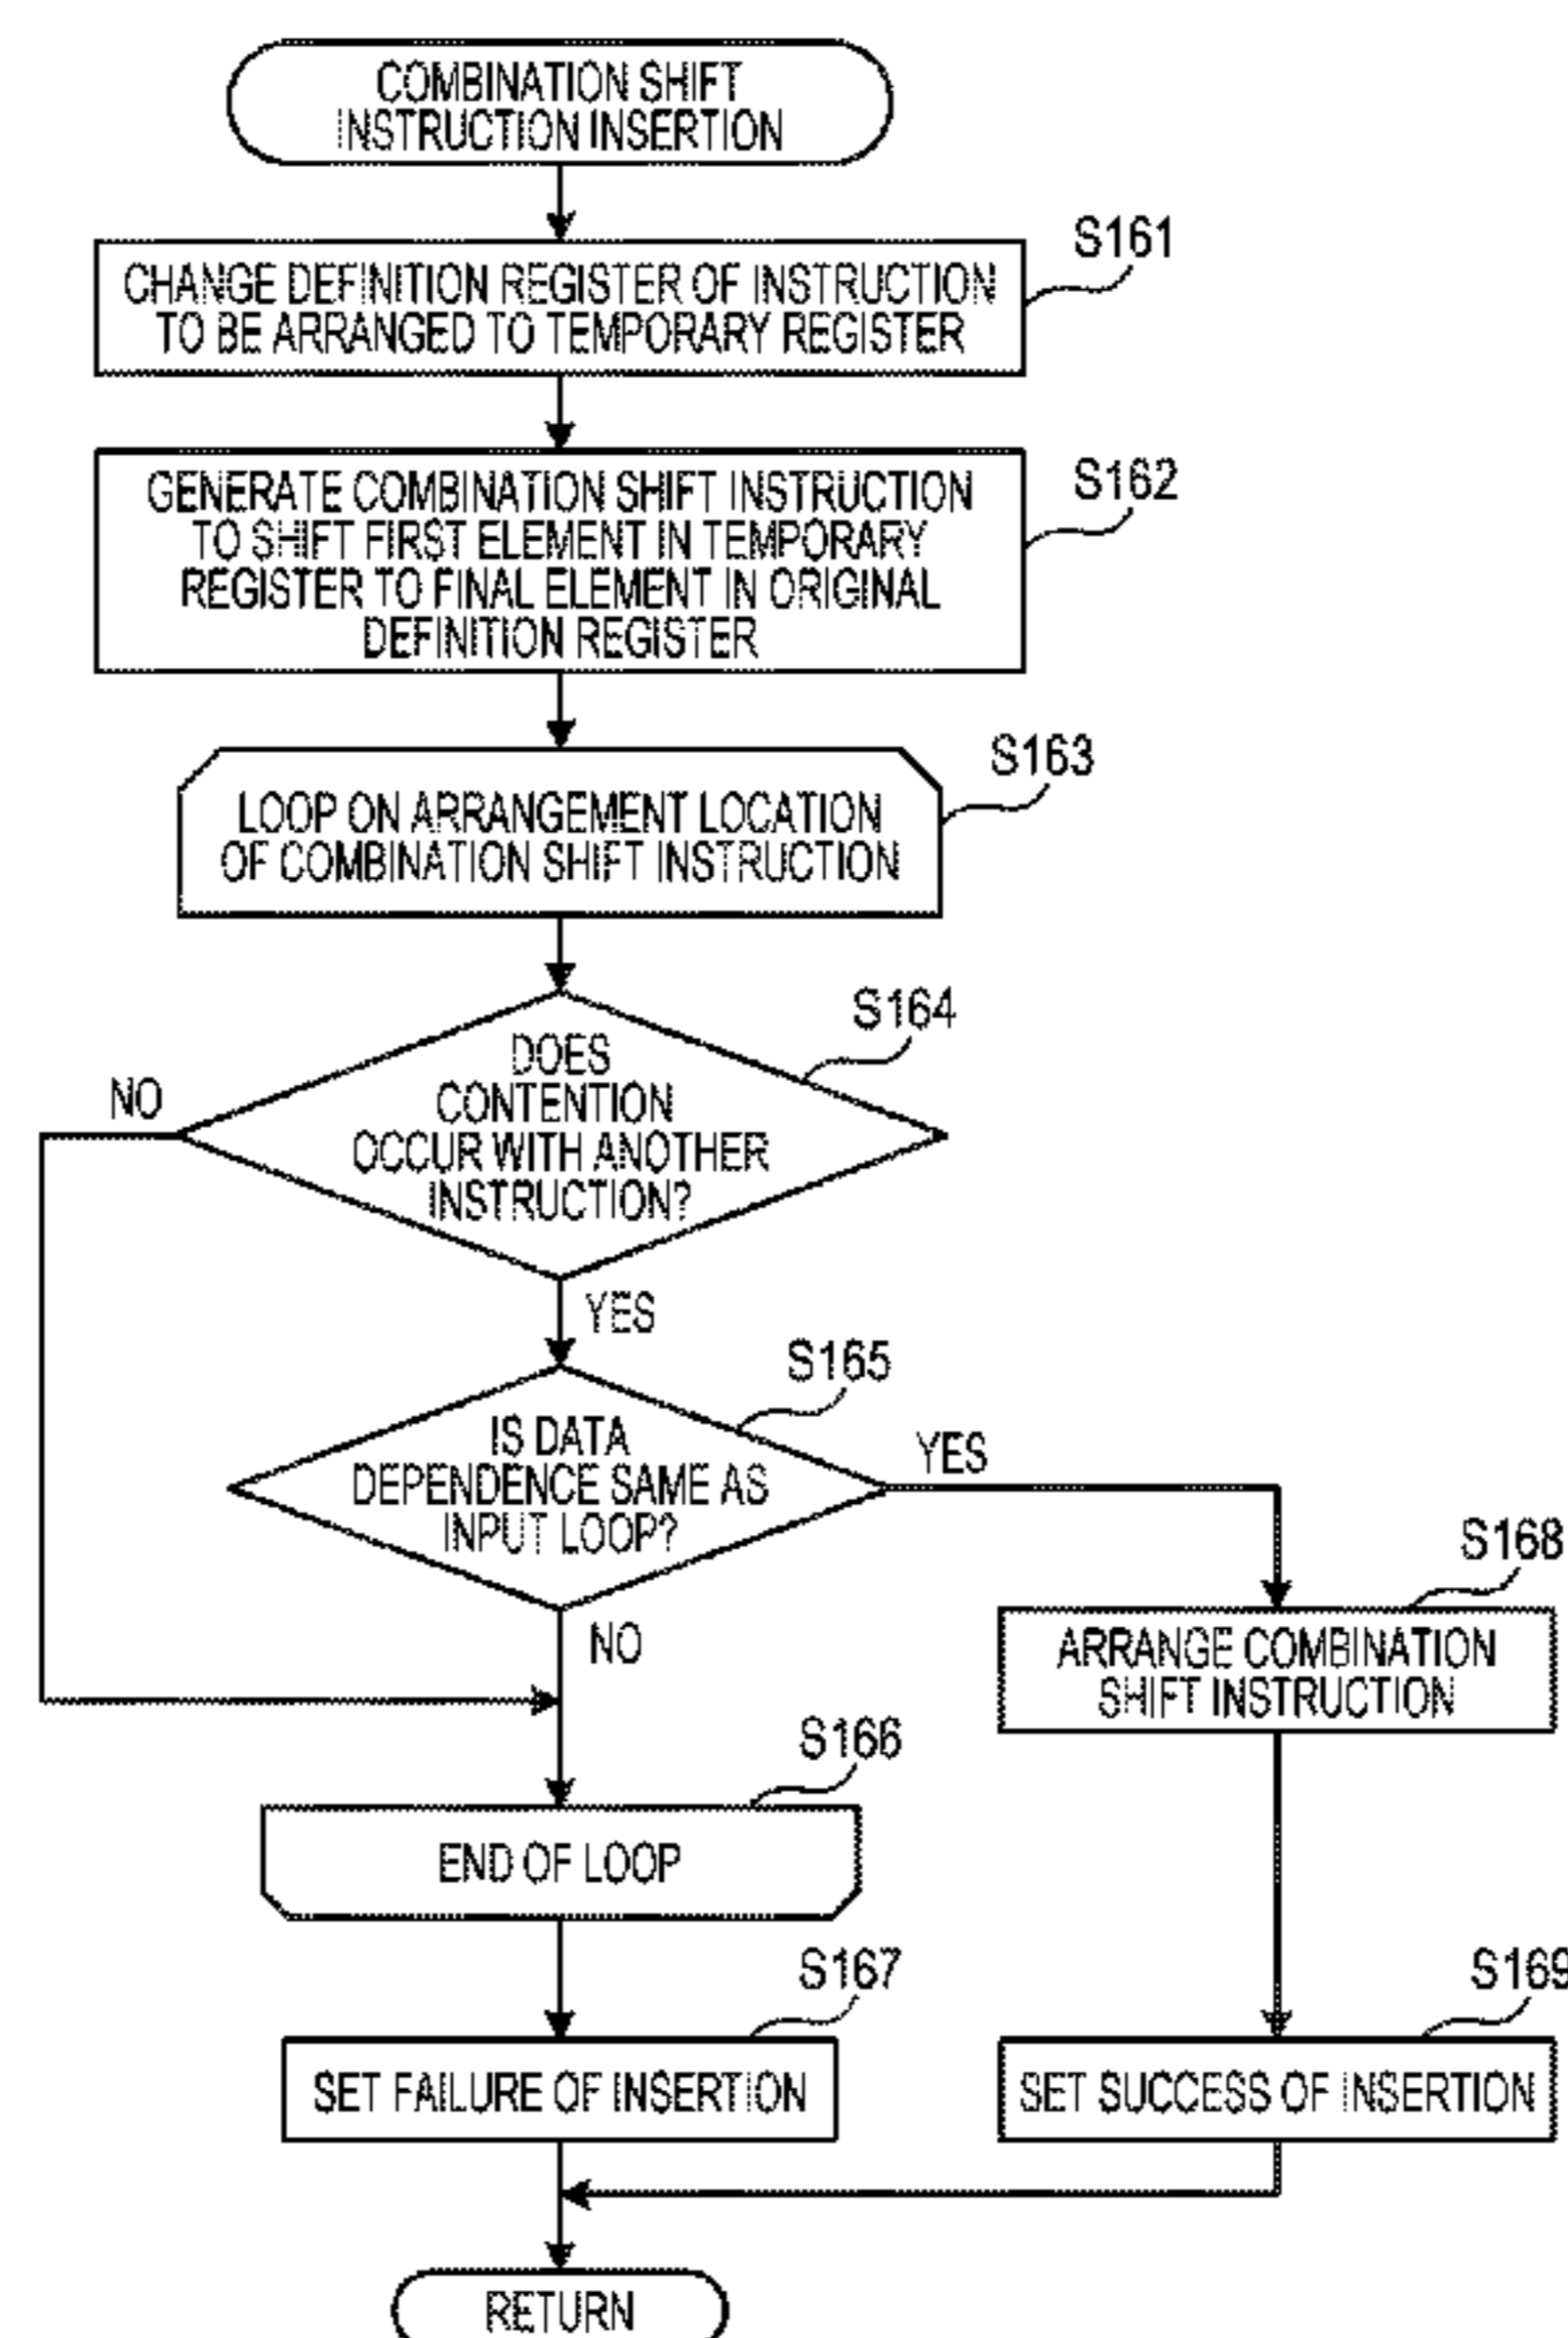 COMBINATION SHIFT
INSTRUCTION INSERTION
S161
CHANGE DEFINITION REGISTER OF INSTRUCTION
TO BE ARRANGED TO TEMPORARY REGISTER
S162
GENERATE COMBINATION SHIFT INSTRUCTION
TO SHIFT FIRST ELEMENT IN TEMPORARY
REGISTER TO FINAL ELEMENT IN ORIGINAL
DEFINITION REGISTER
S163
LOOP ON ARRANGEMENT LOCATION
OF COMBINATION SHIFT INSTRUCTION
S164
DOES
CONTENTION
OCCUR WITH ANOTHER
INSTRUCTION?
NO
YES
S165
IS DATA
DEPENDENCE SAME AS
INPUT LOOP?
YES
NO
S168
ARRANGE COMBINATION
SHIFT INSTRUCTION
S166
END OF LOOP
S167
SET FAILURE OF INSERTION
S169
SET SUCCESS OF INSERTION
RETURN